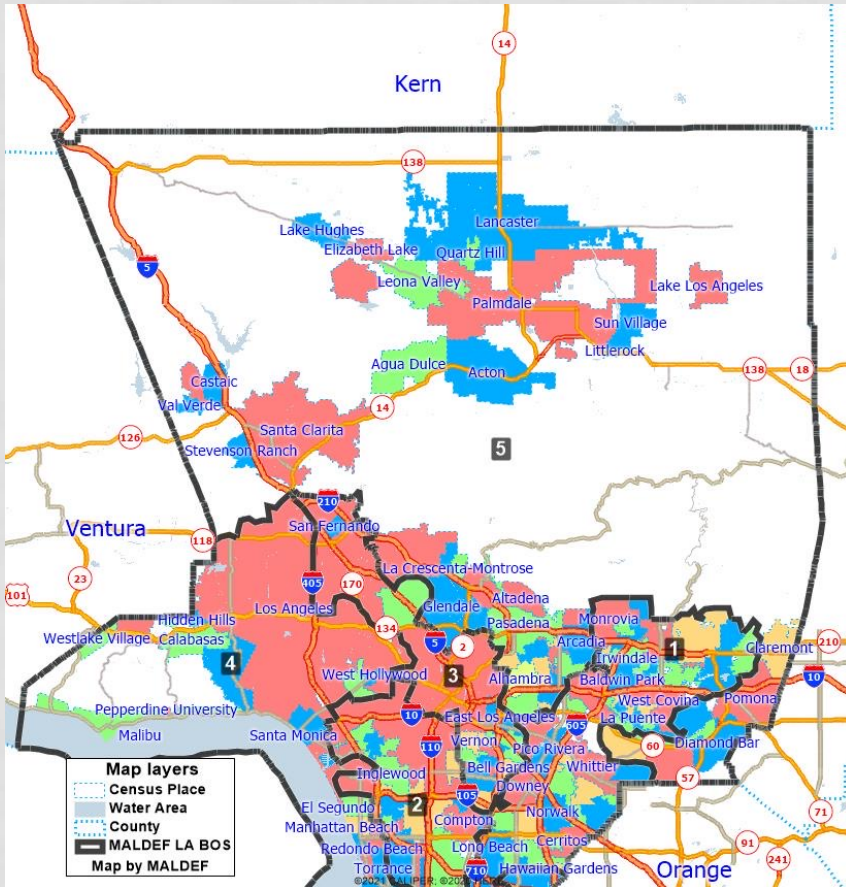 14
Kern
138
Lancaster
Lake Hughes
Elizabeth Lake
Quartz Hill
5
Leona Valley
Lake Los Angeles
Palmdale
Sun Village
Littlerock
Agua Dulce
Acton
138
18
Castaic
Val Verde
14
126
Santa Clarita
Stevenson Ranch
5
210
San Fernando
Ventura
118
La Crescenta-Montrose
23
405
170
101
Los Angeles
Glendale
Altadena
Hidden Hills
134
Pasadena
Monrovia
Westlake Village
Calabasas
5
2
Arcadia
1
Claremont
210
4
Irwindale
West Hollywood
3
Alhambra
Baldwin Park
10
West Covina
Pomona
Pepperdine University
10
East Los Angeles
605
La Puente
Malibu
Santa Monica
110
Vernon
Pico Rivera
60
Diamond Bar
Inglewood
Bell Gardens
Whittier
57
Downey
105
El Segundo
2
Compton
Norwalk
71
Manhattan Beach
Redondo Beach
Long Beach
Cerritos
91
241
Torrance
710
Hawaiian Gardens
Orange
Map layers
Census Place
Water Area
County
MALDEF LA BOS
Map by MALDEF